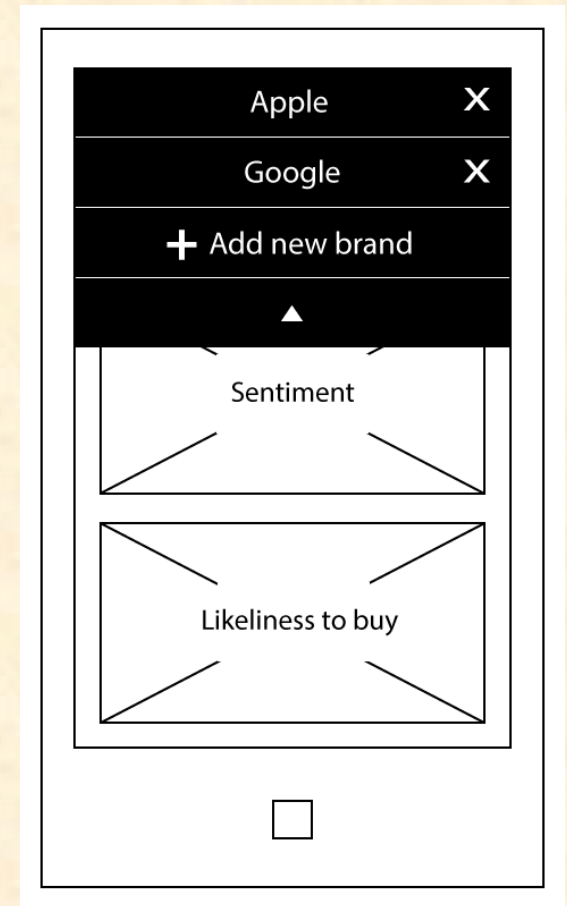 Apple X
Google X
+ Add new brand
Sentiment
Likeliness to buy